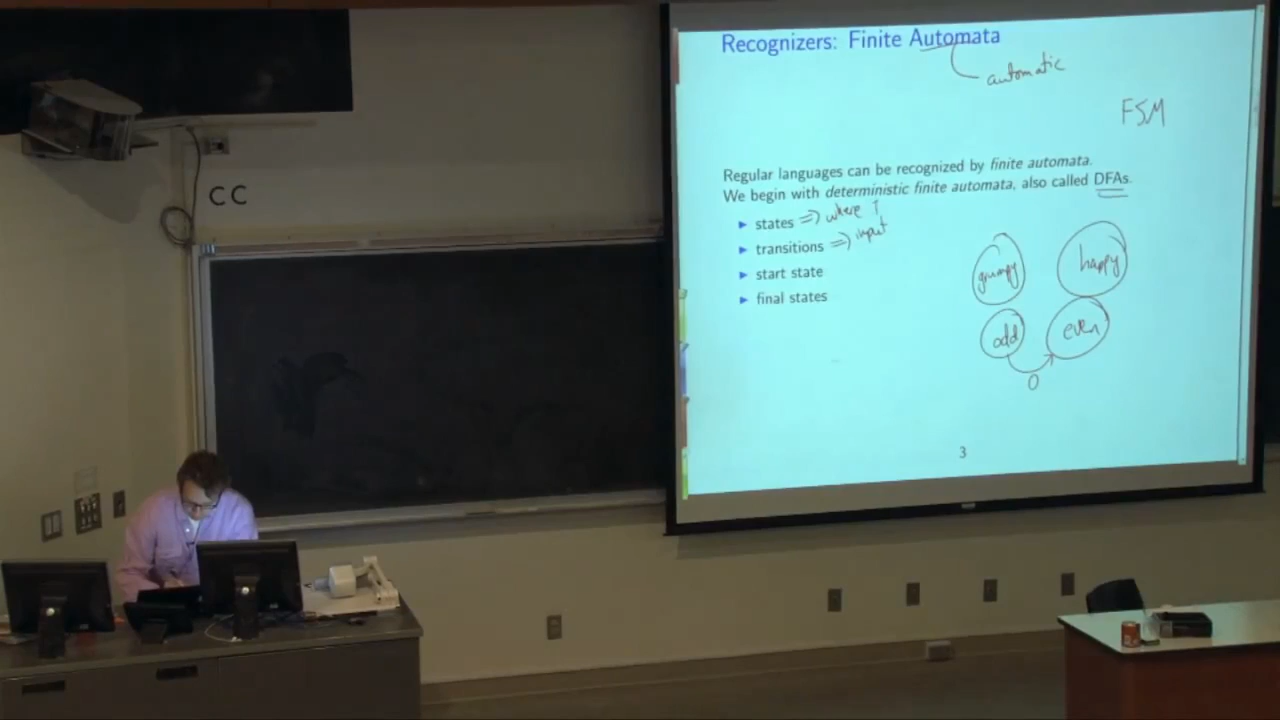 Recognizers: Finite Automata
automatic
FSM
Regular languages can be recognized by finite automata.
We begin with deterministic finite automata, also called DFAs.
▶ states => where ?
▶ transitions => input
▶ start state
▶ final states
grumpy
happy
odd
even
0
3
CC